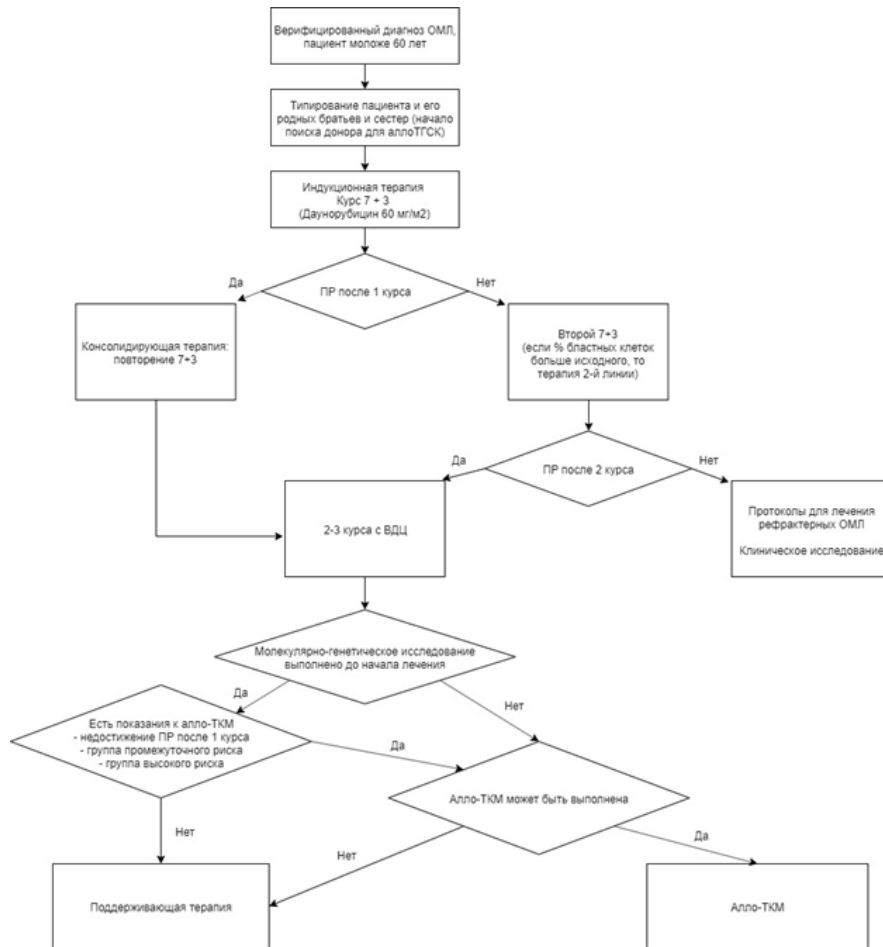 Верифицированный диагноз ОМЛ,
пациент моложе 60 лет
Типирование пациента и его
родных братьев и сестер (начало
поиска донора для аллоТГСК)
Индукционная терапия
Курс 7 + 3
(Даунорубицин 60 мг/м2)
Да
Нет
ПР после 1 курса
Консолидирующая терапия:
повторение 7+3
Второй 7+3
(если % бластных клеток
больше исходного, то
терапия 2-й линии)
Да
Нет
ПР после 2 курса
2-3 курса с ВДЦ
Протоколы для лечения
рефрактерных ОМЛ
Клиническое исследование
Молекулярно-генетическое исследование
выполнено до начала лечения
Да
Нет
Есть показания к алло-ТКМ
- недостижение ПР после 1 курса
- группа промежуточного риска
- группа высокого риска
Да
Алло-ТКМ может быть выполнена
Нет
Нет
Да
Поддерживающая терапия
Алло-ТКМ